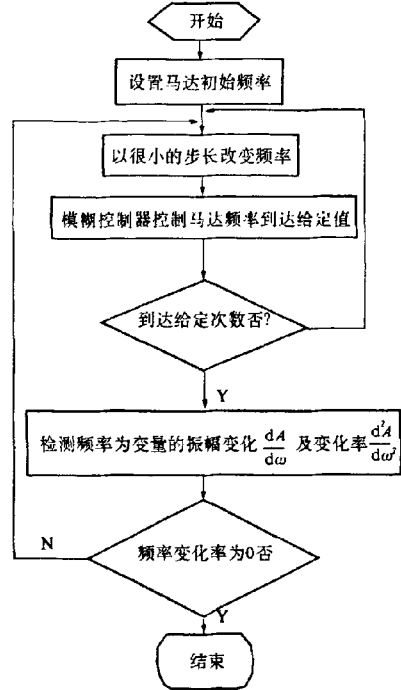 开始
设置马达初始频率
以很小的步长改变频率
模糊控制器控制马达频率到达给定值
到达给定次数否?
Y
检测频率为变量的振幅变化 dA/dω 及变化率 d²A/dω²
N
频率变化率为0否
Y
结束